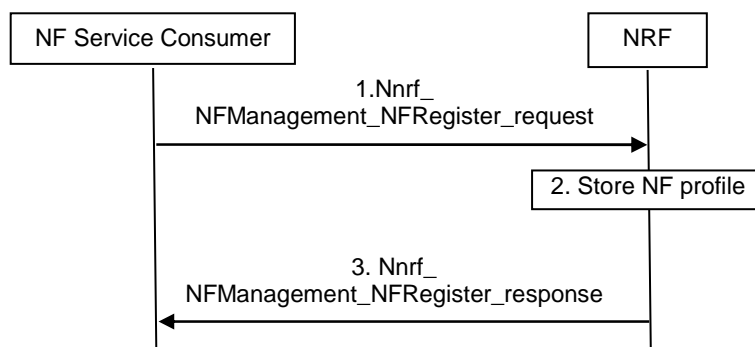 NF Service Consumer
NRF
1.Nnrf_
NFManagement_NFRegister_request
2. Store NF profile
3. Nnrf_
NFManagement_NFRegister_response